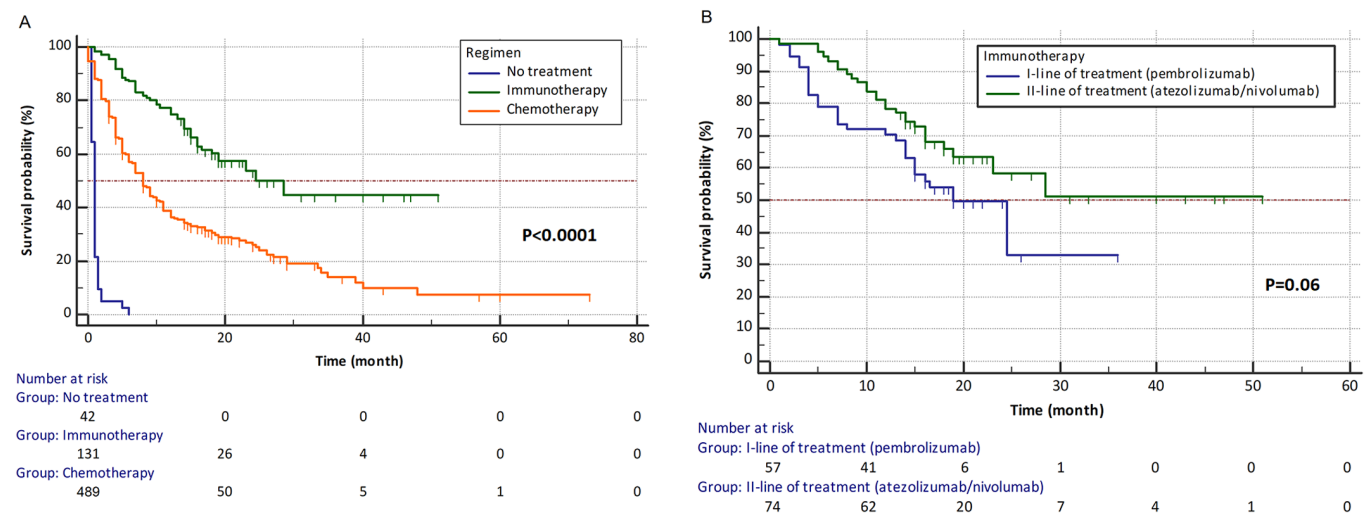 A
Survival probability (%)
100
80
60
40
20
0
Regimen
No treatment
Immunotherapy
Chemotherapy
P<0.0001
0 20 40 60 80
Time (month)
Number at risk
Group: No treatment
42 0 0 0 0
Group: Immunotherapy
131 26 4 0 0
Group: Chemotherapy
489 50 5 1 0
B
Survival probability (%)
100
90
80
70
60
50
40
30
20
10
0
Immunotherapy
I-line of treatment (pembrolizumab)
II-line of treatment (atezolizumab/nivolumab)
P=0.06
0 10 20 30 40 50 60
Time (month)
Number at risk
Group: I-line of treatment (pembrolizumab)
57 41 6 1 0 0 0
Group: II-line of treatment (atezolizumab/nivolumab)
74 62 20 7 4 1 0